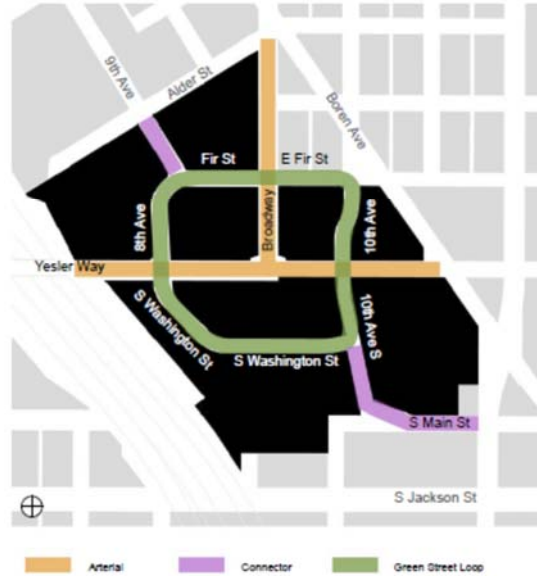 9th Ave
Alder St
Boren Ave
Fir St
E Fir St
8th Ave
Broadway
10th Ave
Yesler Way
S Washington St
10th Ave S
S Washington St
S Main St
S Jackson St
Arterial
Connector
Green Street Loop